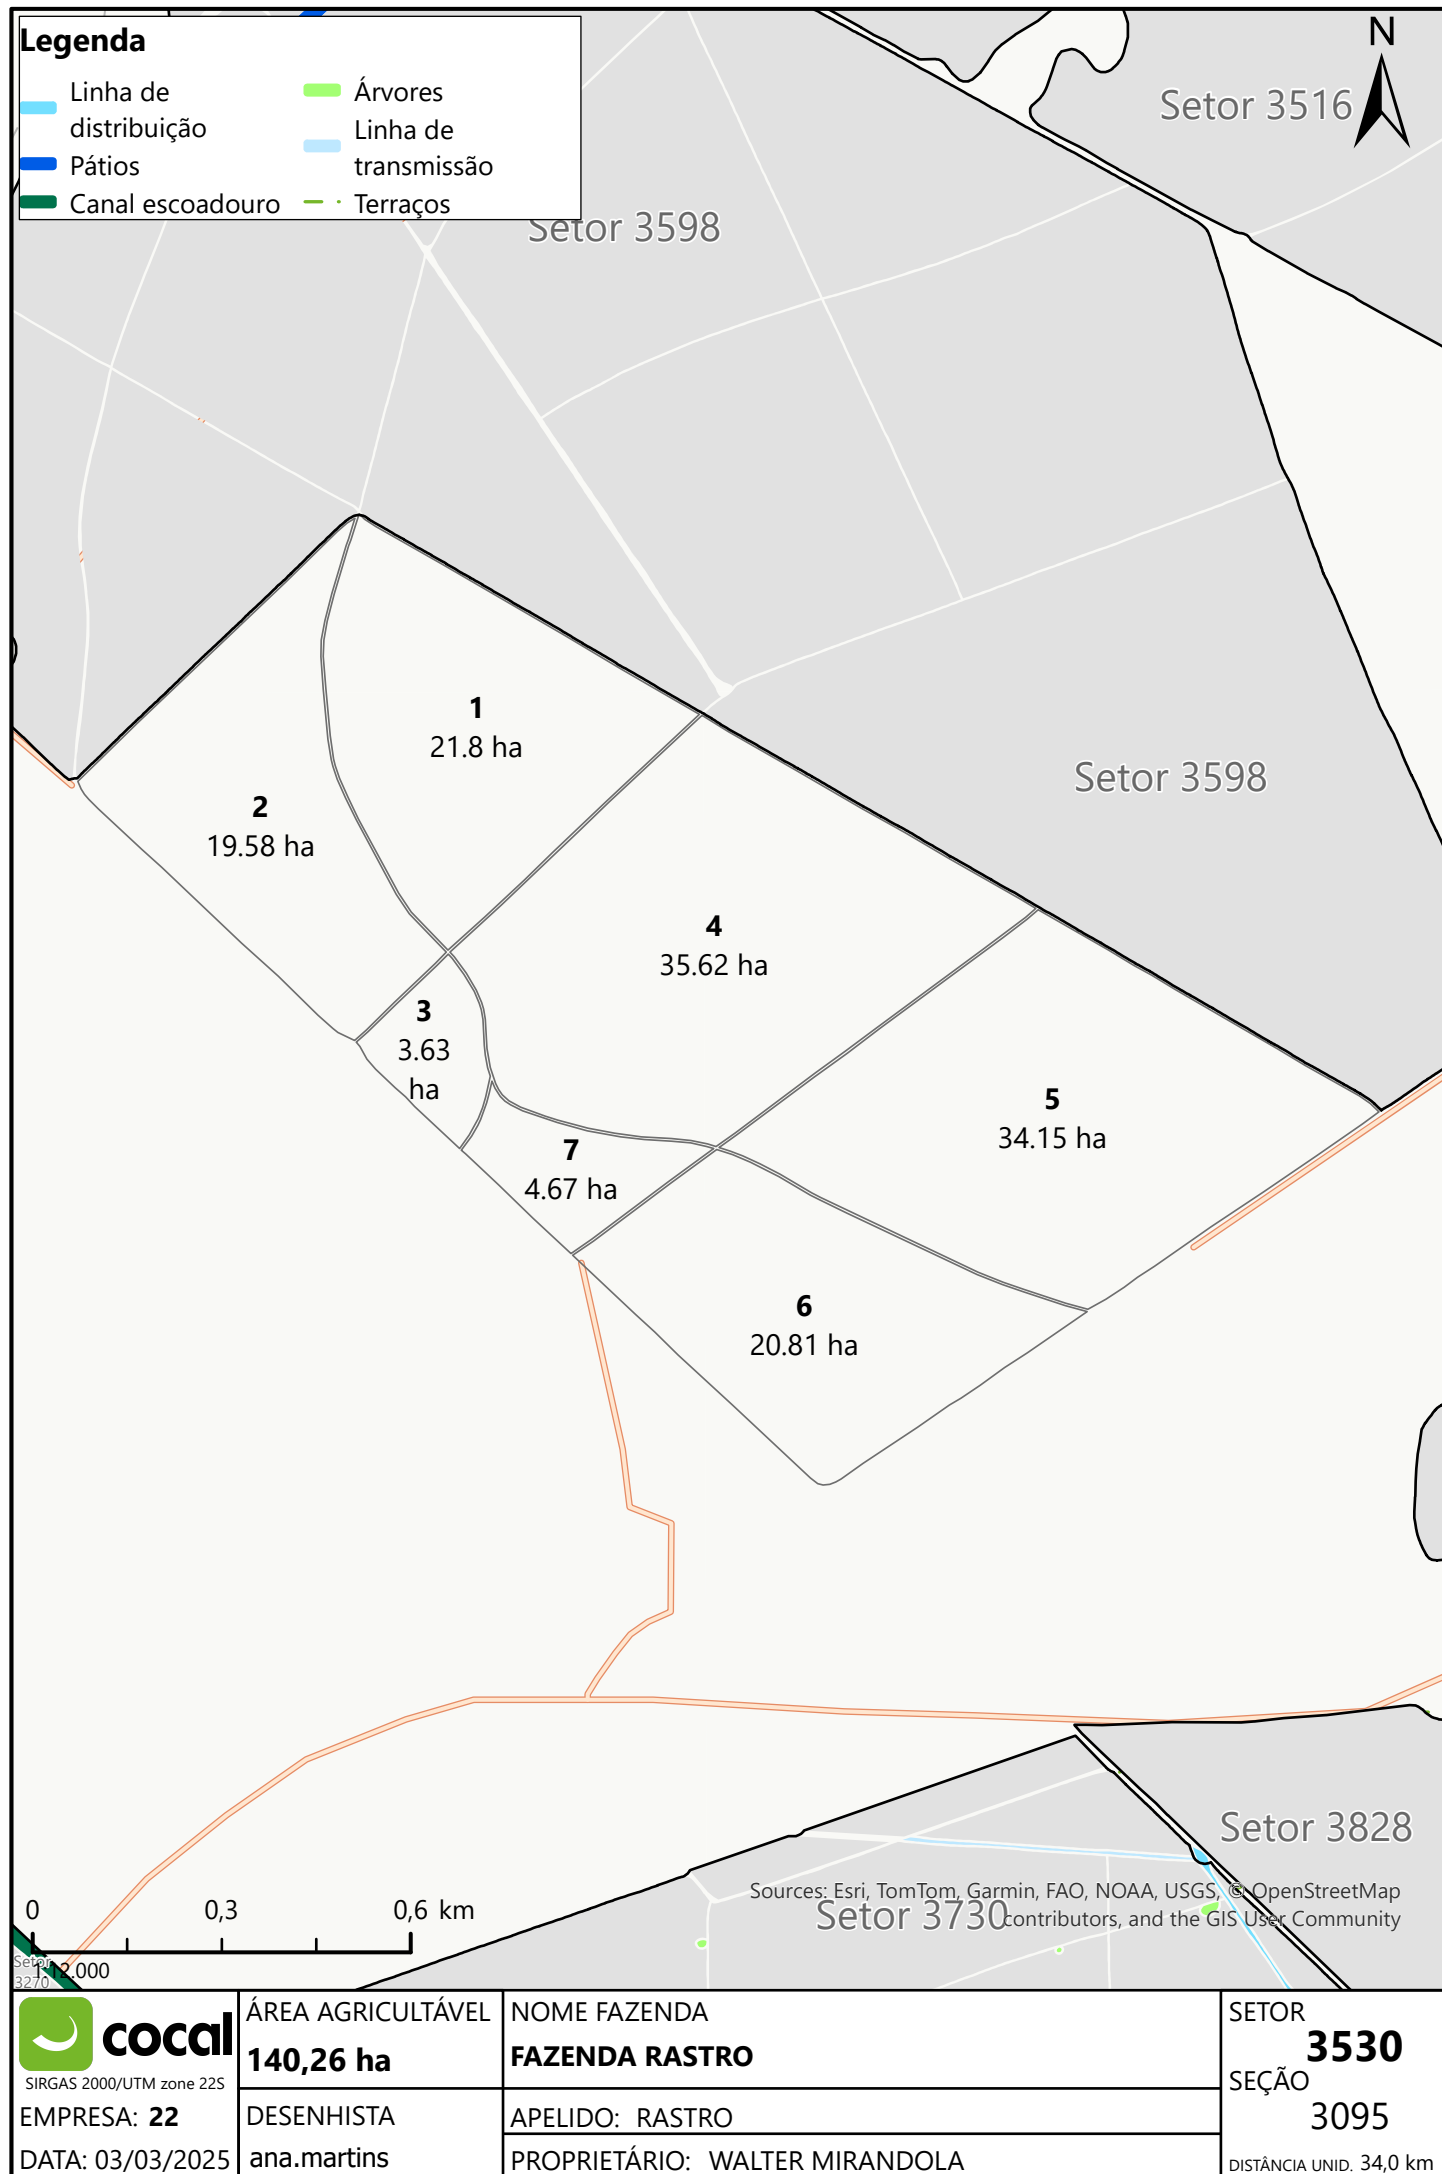 Legenda
Linha de
distribuição
Pátios
Canal escoadouro
Árvores
Linha de
transmissão
Terraços
N
Setor 3516
Setor 3598
1
21.8 ha
Setor 3598
2
19.58 ha
4
35.62 ha
3
3.63
ha
5
34.15 ha
7
4.67 ha
6
20.81 ha
Setor 3828
Sources: Esri, TomTom, Garmin, FAO, NOAA, USGS, © OpenStreetMap
contributors, and the GIS User Community
Setor 3730
0 0,3 0,6 km
Setor
3270
1:12.000
cocal
SIRGAS 2000/UTM zone 22S
EMPRESA: 22
DATA: 03/03/2025
ÁREA AGRICULTÁVEL
140,26 ha
DESENHISTA
ana.martins
NOME FAZENDA
FAZENDA RASTRO
APELIDO: RASTRO
PROPRIETÁRIO: WALTER MIRANDOLA
SETOR
3530
SEÇÃO
3095
DISTÂNCIA UNID. 34,0 km